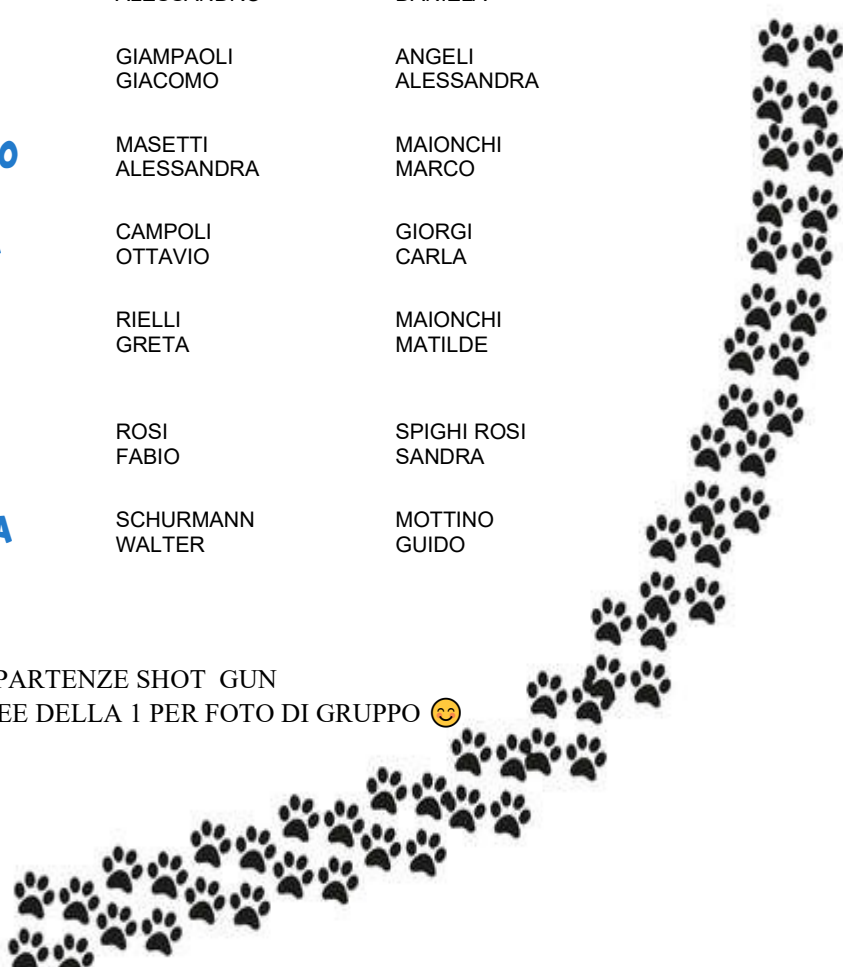 GIAMPAOLI ANGELI
GIACOMO ALESSANDRA
MASETTI MAIONCHI
ALESSANDRA MARCO
CAMPOLI GIORGI
OTTAVIO CARLA
RIELLI MAIONCHI
GRETA MATILDE
ROSI SPIGHI ROSI
FABIO SANDRA
SCHURMANN MOTTINO
WALTER GUIDO
PARTENZE SHOT GUN
EE DELLA 1 PER FOTO DI GRUPPO 😊